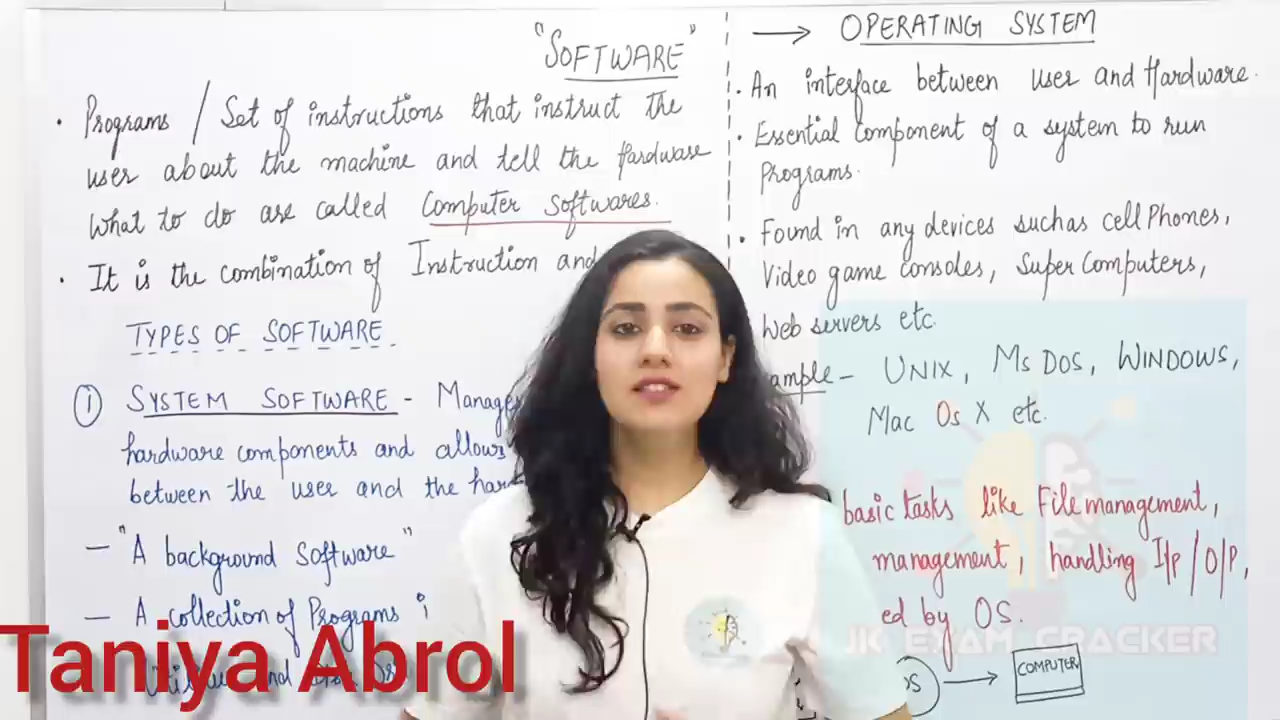 "SOFTWARE"
• Programs / Set of instructions that instruct the
user about the machine and tell the Hardware
What to do are called Computer Softwares.
• It is the combination of Instruction and
TYPES OF SOFTWARE
① SYSTEM SOFTWARE - Manages
hardware components and allows
between the user and the
— "A background Software"
— A collection of Programs
→ OPERATING SYSTEM
• An interface between user and Hardware.
• Essential Component of a system to run
Programs.
• Found in any devices such as cell Phones,
Video game consoles, Super Computers,
Web servers etc.
ample - UNIX, Ms DOS, WINDOWS,
Mac Os X etc.
basic tasks like File management,
management, handling I/p / O/P,
ed by OS.
OS → COMPUTER
JK EXAM CRACKER
Taniya Abrol